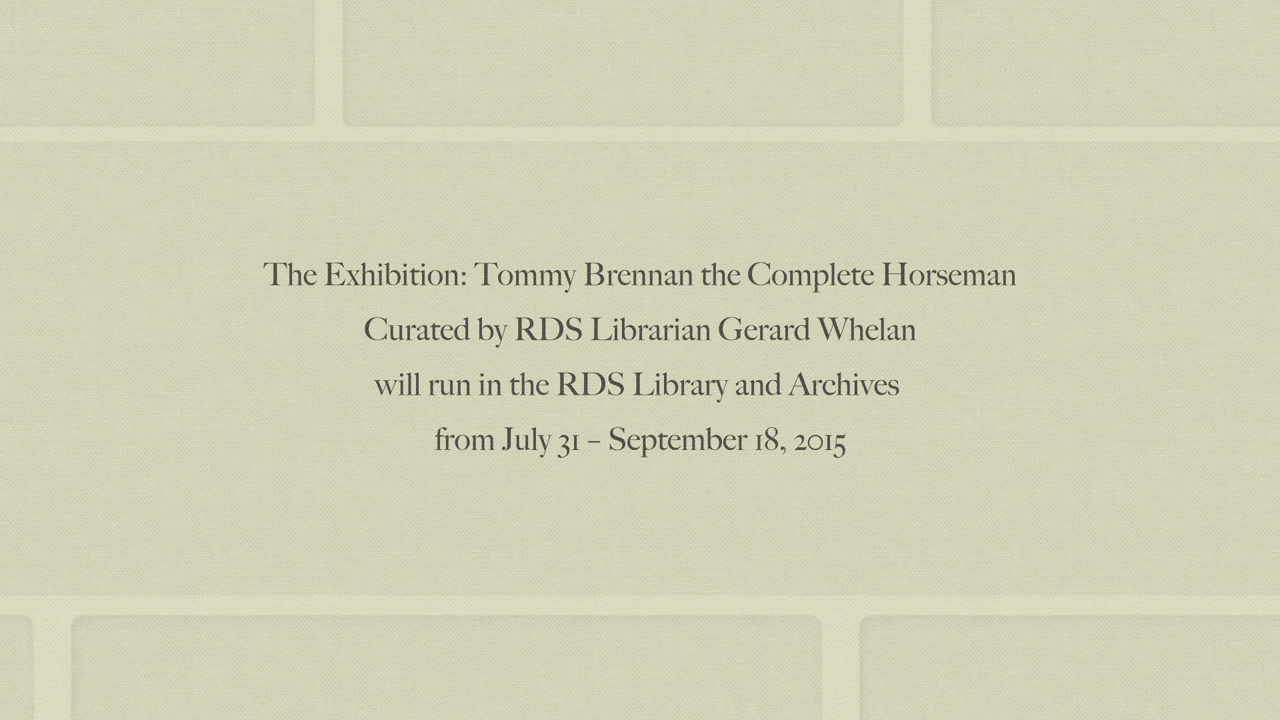 The Exhibition: Tommy Brennan the Complete Horseman
Curated by RDS Librarian Gerard Whelan
will run in the RDS Library and Archives
from July 31 – September 18, 2015